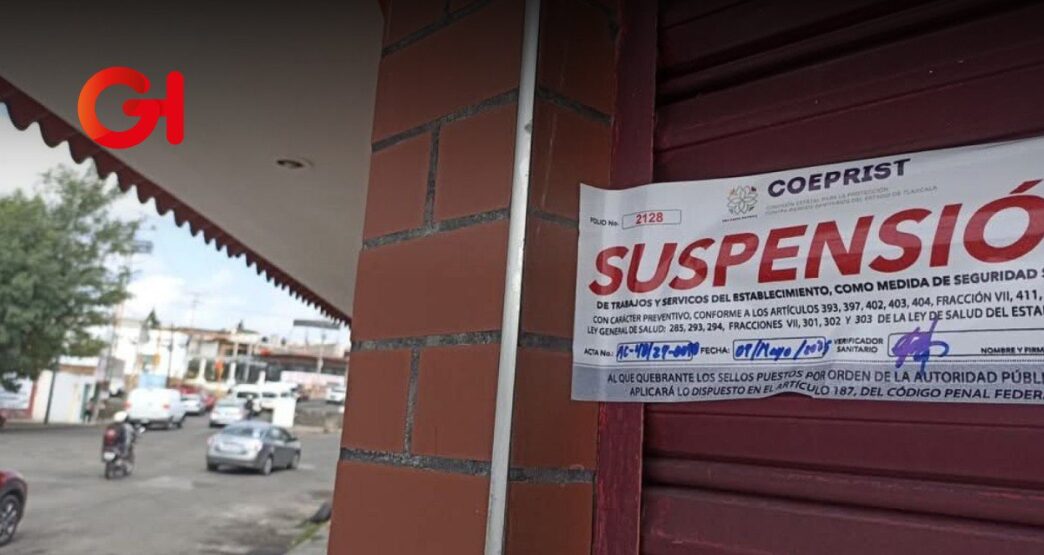 GH
COEPRIST
COMISIÓN ESTATAL PARA LA PROTECCIÓN
CONTRA RIESGOS SANITARIOS DEL ESTADO DE TLAXCALA
FOLIO No. 2128
SUSPENSIÓ
DE TRABAJOS Y SERVICIOS DEL ESTABLECIMIENTO, COMO MEDIDA DE SEGURIDAD S
CON CARÁCTER PREVENTIVO, CONFORME A LOS ARTÍCULOS 393, 397, 402, 403, 404, FRACCIÓN VII, 411,
LEY GENERAL DE SALUD: 285, 293, 294, FRACCIONES VII, 301, 302 Y 303 DE LA LEY DE SALUD DEL ESTA
ACTA No.: FECHA: /Mayo/ VERIFICADOR SANITARIO NOMBRE Y FIRM
AL QUE QUEBRANTE LOS SELLOS PUESTOS POR ORDEN DE LA AUTORIDAD PÚBL
APLICARÁ LO DISPUESTO EN EL ARTÍCULO 187, DEL CÓDIGO PENAL FEDERA